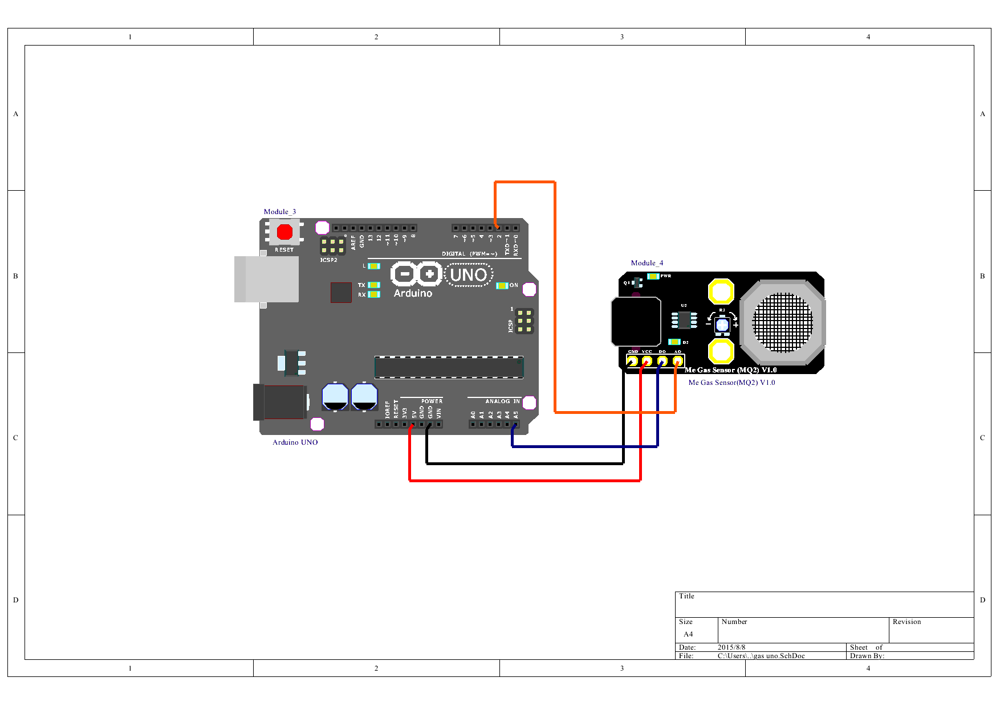 1 2 3 4
A A
Module_3
RESET
ICSP2
AREF GND 13 12 ~11 ~10 ~9 8 7 ~6 ~5 4 ~3 2 TXD→1 RXD←0
DIGITAL (PWM=~)
L
TX
RX
UNO
Arduino
ON
1
ICSP
B B
Module_4
Q1
PWR
U2
R3
- +
D2
GND VCC DO AO
Me Gas Sensor (MQ2) V1.0
Me Gas Sensor(MQ2) V1.0
POWER
ANALOG IN
IOREF RESET 3V3 5V GND GND VIN A0 A1 A2 A3 A4 A5
C C
Arduino UNO
D D
Title
Size Number Revision
A4
Date: 2015/8/8 Sheet of
File: C:\Users\..\gas uno.SchDoc Drawn By:
1 2 3 4